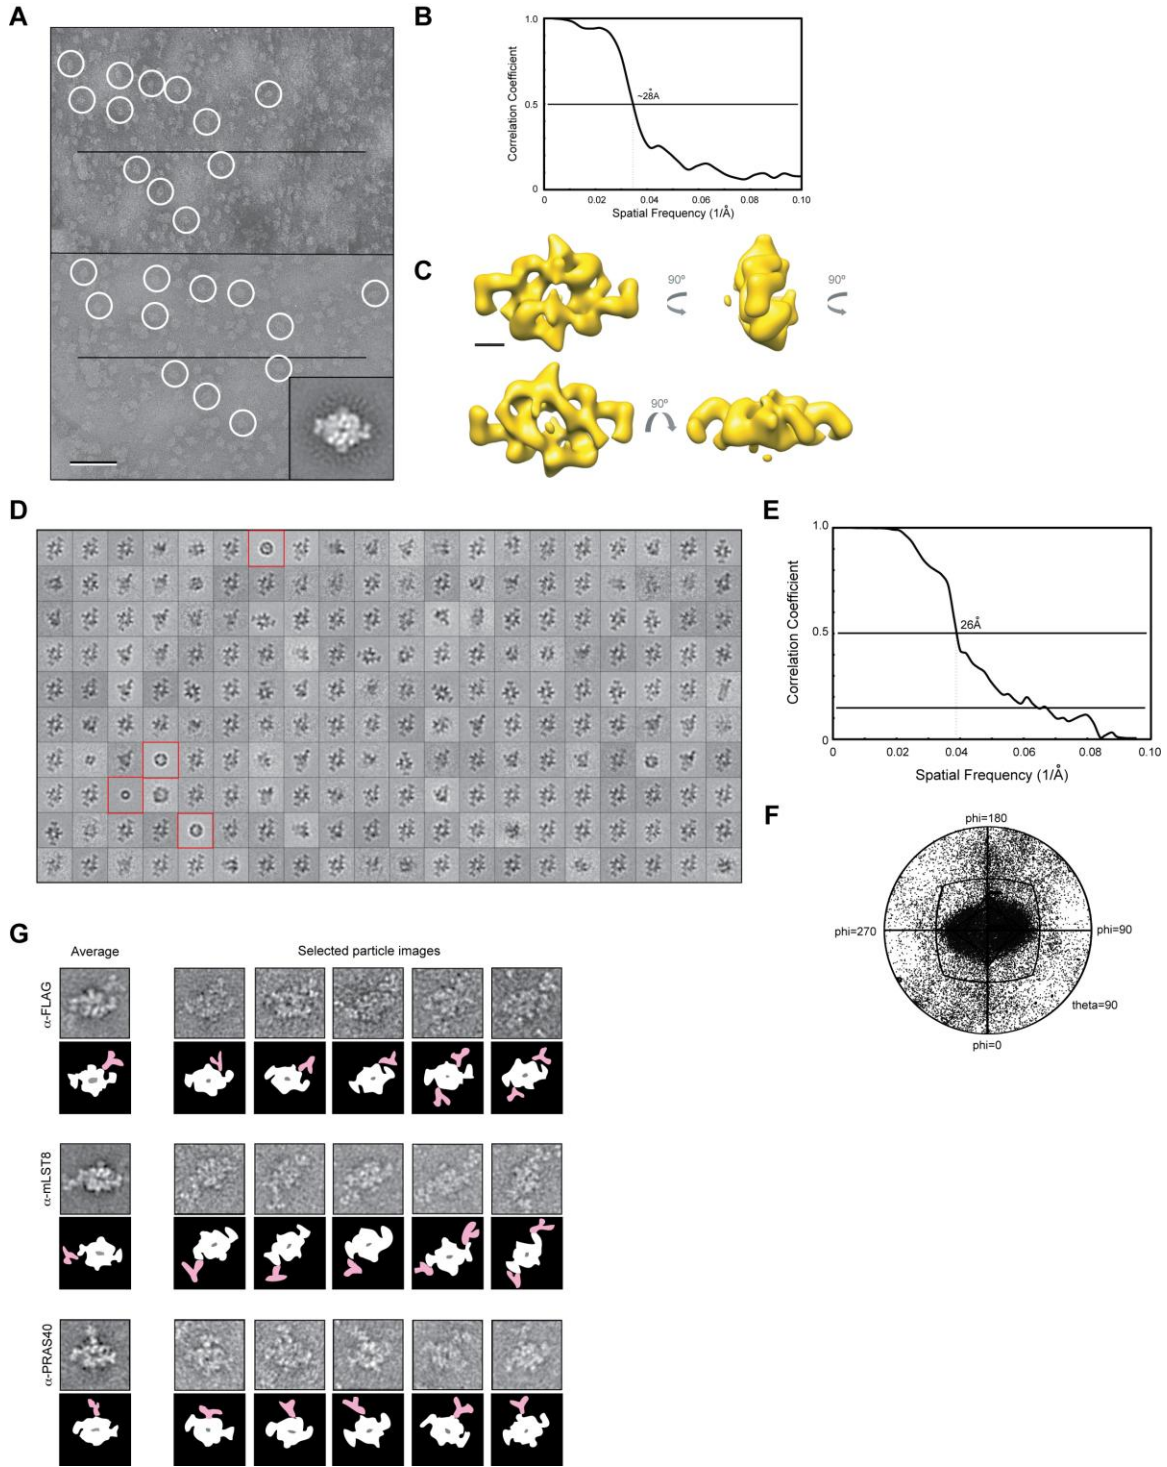 A
B
1.0
0.5
0
~28Å
Correlation Coefficient
0
0.02
0.04
0.06
0.08
0.10
Spatial Frequency (1/Å)
C
90º
90º
90º
D
E
1.0
0.5
0
26Å
Correlation Coefficient
0
0.02
0.04
0.06
0.08
0.10
Spatial Frequency (1/Å)
F
phi=180
phi=270
phi=90
theta=90
phi=0
G
Average
Selected particle images
α-FLAG
α-mLST8
α-PRAS40